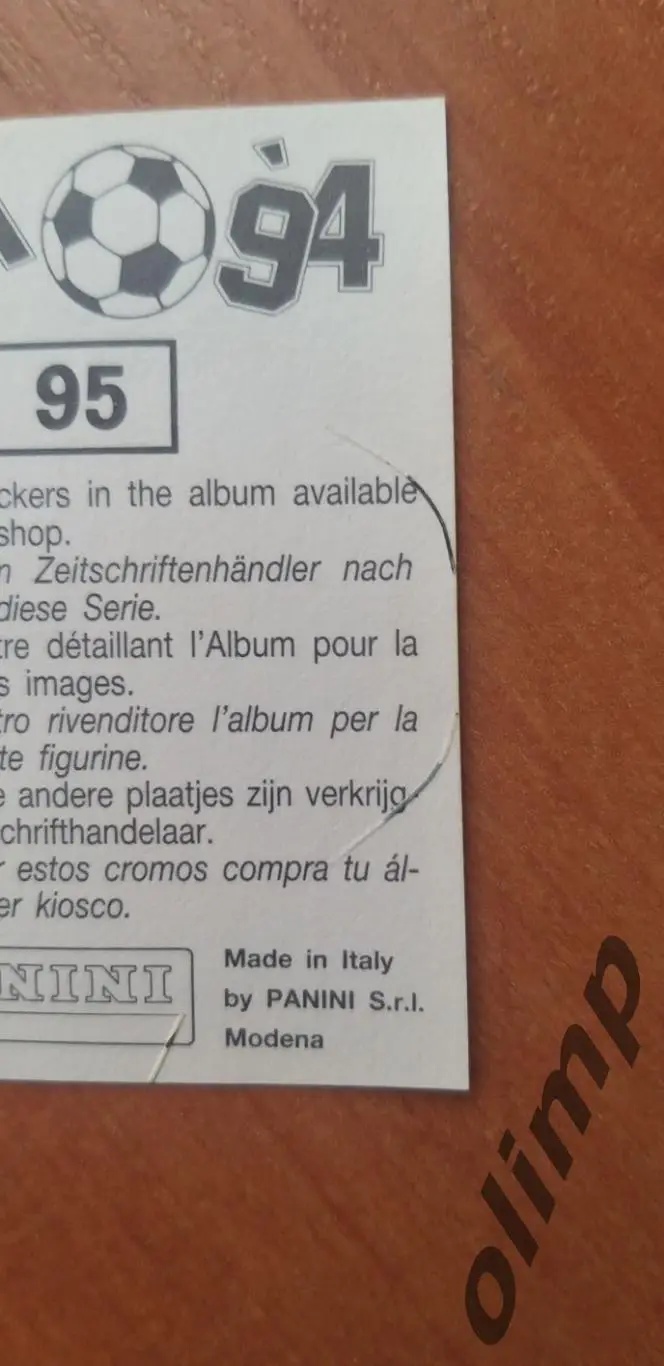 '94
95
ckers in the album available
shop.
n Zeitschriftenhändler nach
diese Serie.
tre détaillant l'Album pour la
s images.
tro rivenditore l'album per la
te figurine.
e andere plaatjes zijn verkrijg-
schrifthandelaar.
r estos cromos compra tu ál-
er kiosco.
NINI
Made in Italy
by PANINI S.r.l.
Modena
olimp